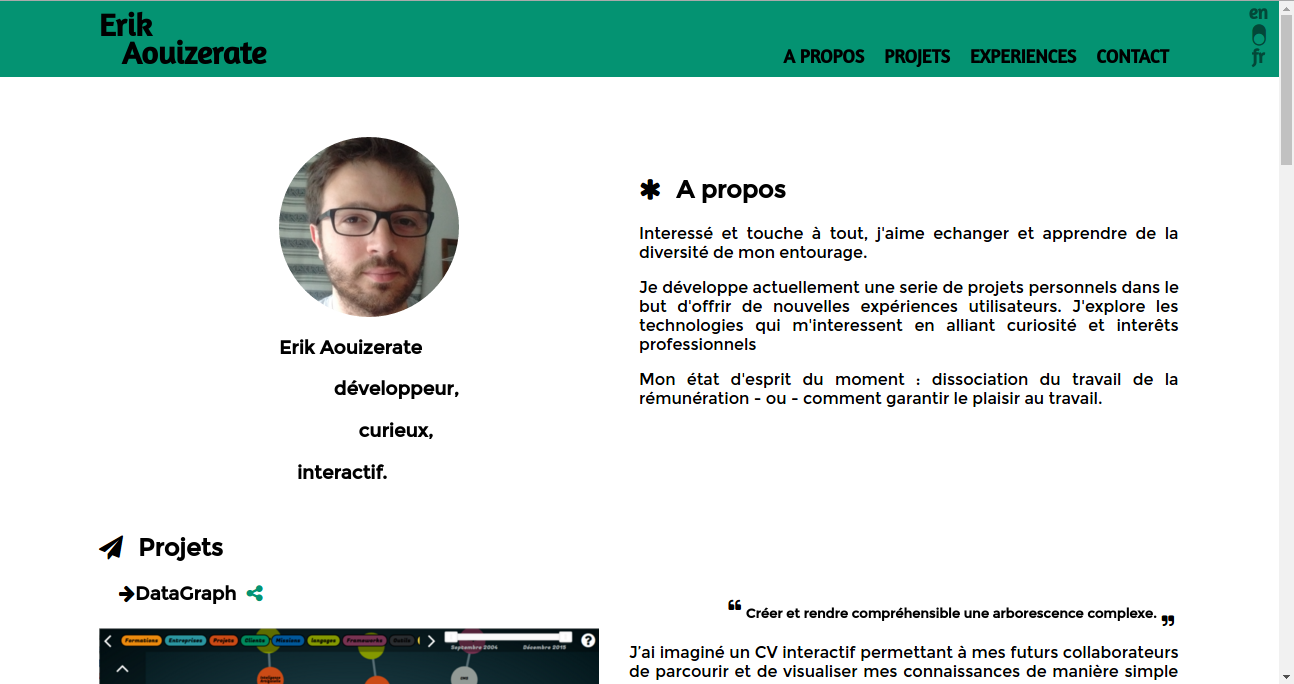 Erik
Aouizerate
A PROPOS PROJETS EXPERIENCES CONTACT
en
fr
A propos
Interessé et touche à tout, j'aime echanger et apprendre de la
diversité de mon entourage.
Je développe actuellement une serie de projets personnels dans le
but d'offrir de nouvelles expériences utilisateurs. J'explore les
technologies qui m'interessent en alliant curiosité et interêts
professionnels
Mon état d'esprit du moment : dissociation du travail de la
rémunération - ou - comment garantir le plaisir au travail.
Erik Aouizerate
développeur,
curieux,
interactif.
Projets
DataGraph
Formations Entreprises Projets Clients Missions langages Frameworks Outils
Septembre 2004 Décembre 2015
?
“ Créer et rendre compréhensible une arborescence complexe. ”
J'ai imaginé un CV interactif permettant à mes futurs collaborateurs
de parcourir et de visualiser mes connaissances de manière simple